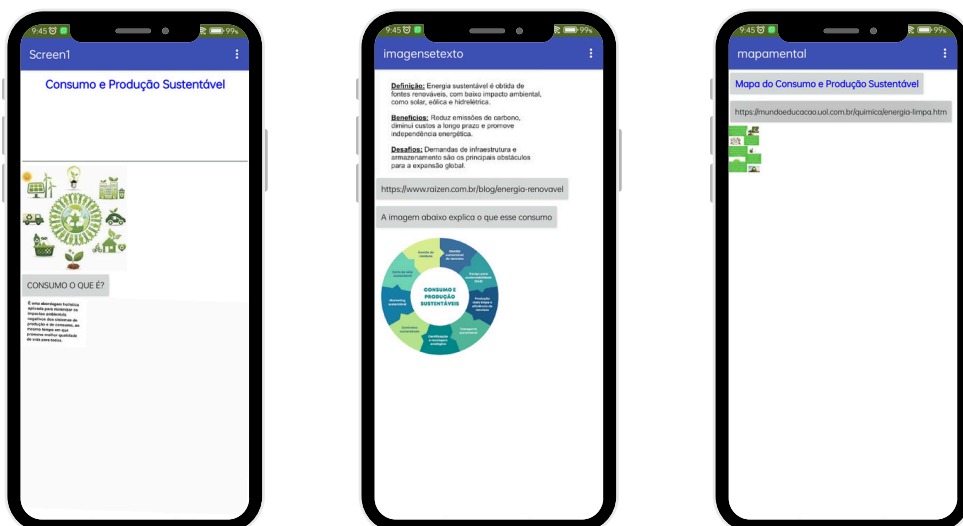 9:45
99%
Screen1
Consumo e Produção Sustentável
CONSUMO O QUE É?
É uma abordagem holística
aplicada para minimizar os
impactos ambientais
negativos dos sistemas de
produção e de consumo, ao
mesmo tempo em que
promove melhor qualidade
de vida para todos.
9:45
99%
imagensetexto
Definição: Energia sustentável é obtida de
fontes renováveis, com baixo impacto ambiental,
como solar, eólica e hidrelétrica.
Benefícios: Reduz emissões de carbono,
diminui custos a longo prazo e promove
independência energética.
Desafios: Demandas de infraestrutura e
armazenamento são os principais obstáculos
para a expansão global.
https://www.raizen.com.br/blog/energia-renovavel
A imagem abaixo explica o que esse consumo
CONSUMO E
PRODUÇÃO
SUSTENTÁVEIS
Gestão de
resíduos
Marketing
sustentável
Certificação
9:45
99%
mapamental
Mapa do Consumo e Produção Sustentável
https://mundoeducacao.uol.com.br/quimica/energia-limpa.htm